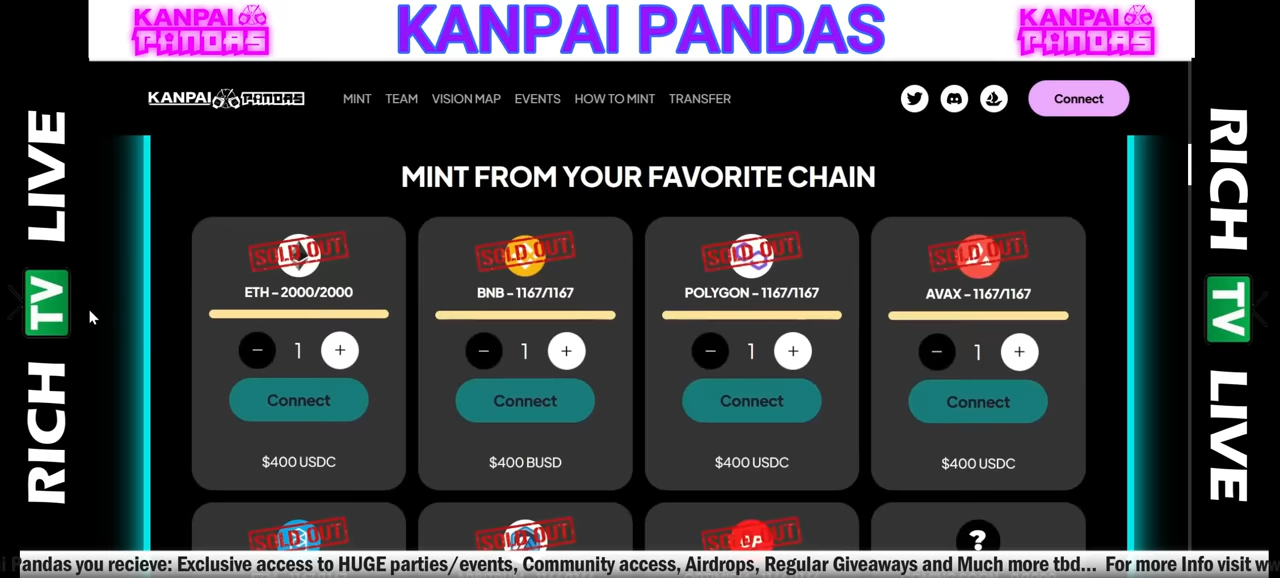 KANPAI PANDAS
KANPAI PANDAS
KANPAI PANDAS
KANPAI PANDAS
MINT TEAM VISION MAP EVENTS HOW TO MINT TRANSFER
Connect
RICH TV LIVE
RICH TV LIVE
MINT FROM YOUR FAVORITE CHAIN
SOLD OUT SOLD OUT SOLD OUT SOLD OUT
ETH - 2000/2000 BNB - 1167/1167 POLYGON - 1167/1167 AVAX - 1167/1167
− 1 + − 1 + − 1 + − 1 +
Connect Connect Connect Connect
$400 USDC $400 BUSD $400 USDC $400 USDC
SOLD OUT SOLD OUT SOLD OUT ?
Pandas you recieve: Exclusive access to HUGE parties/events, Community access, Airdrops, Regular Giveaways and Much more tbd... For more Info visit